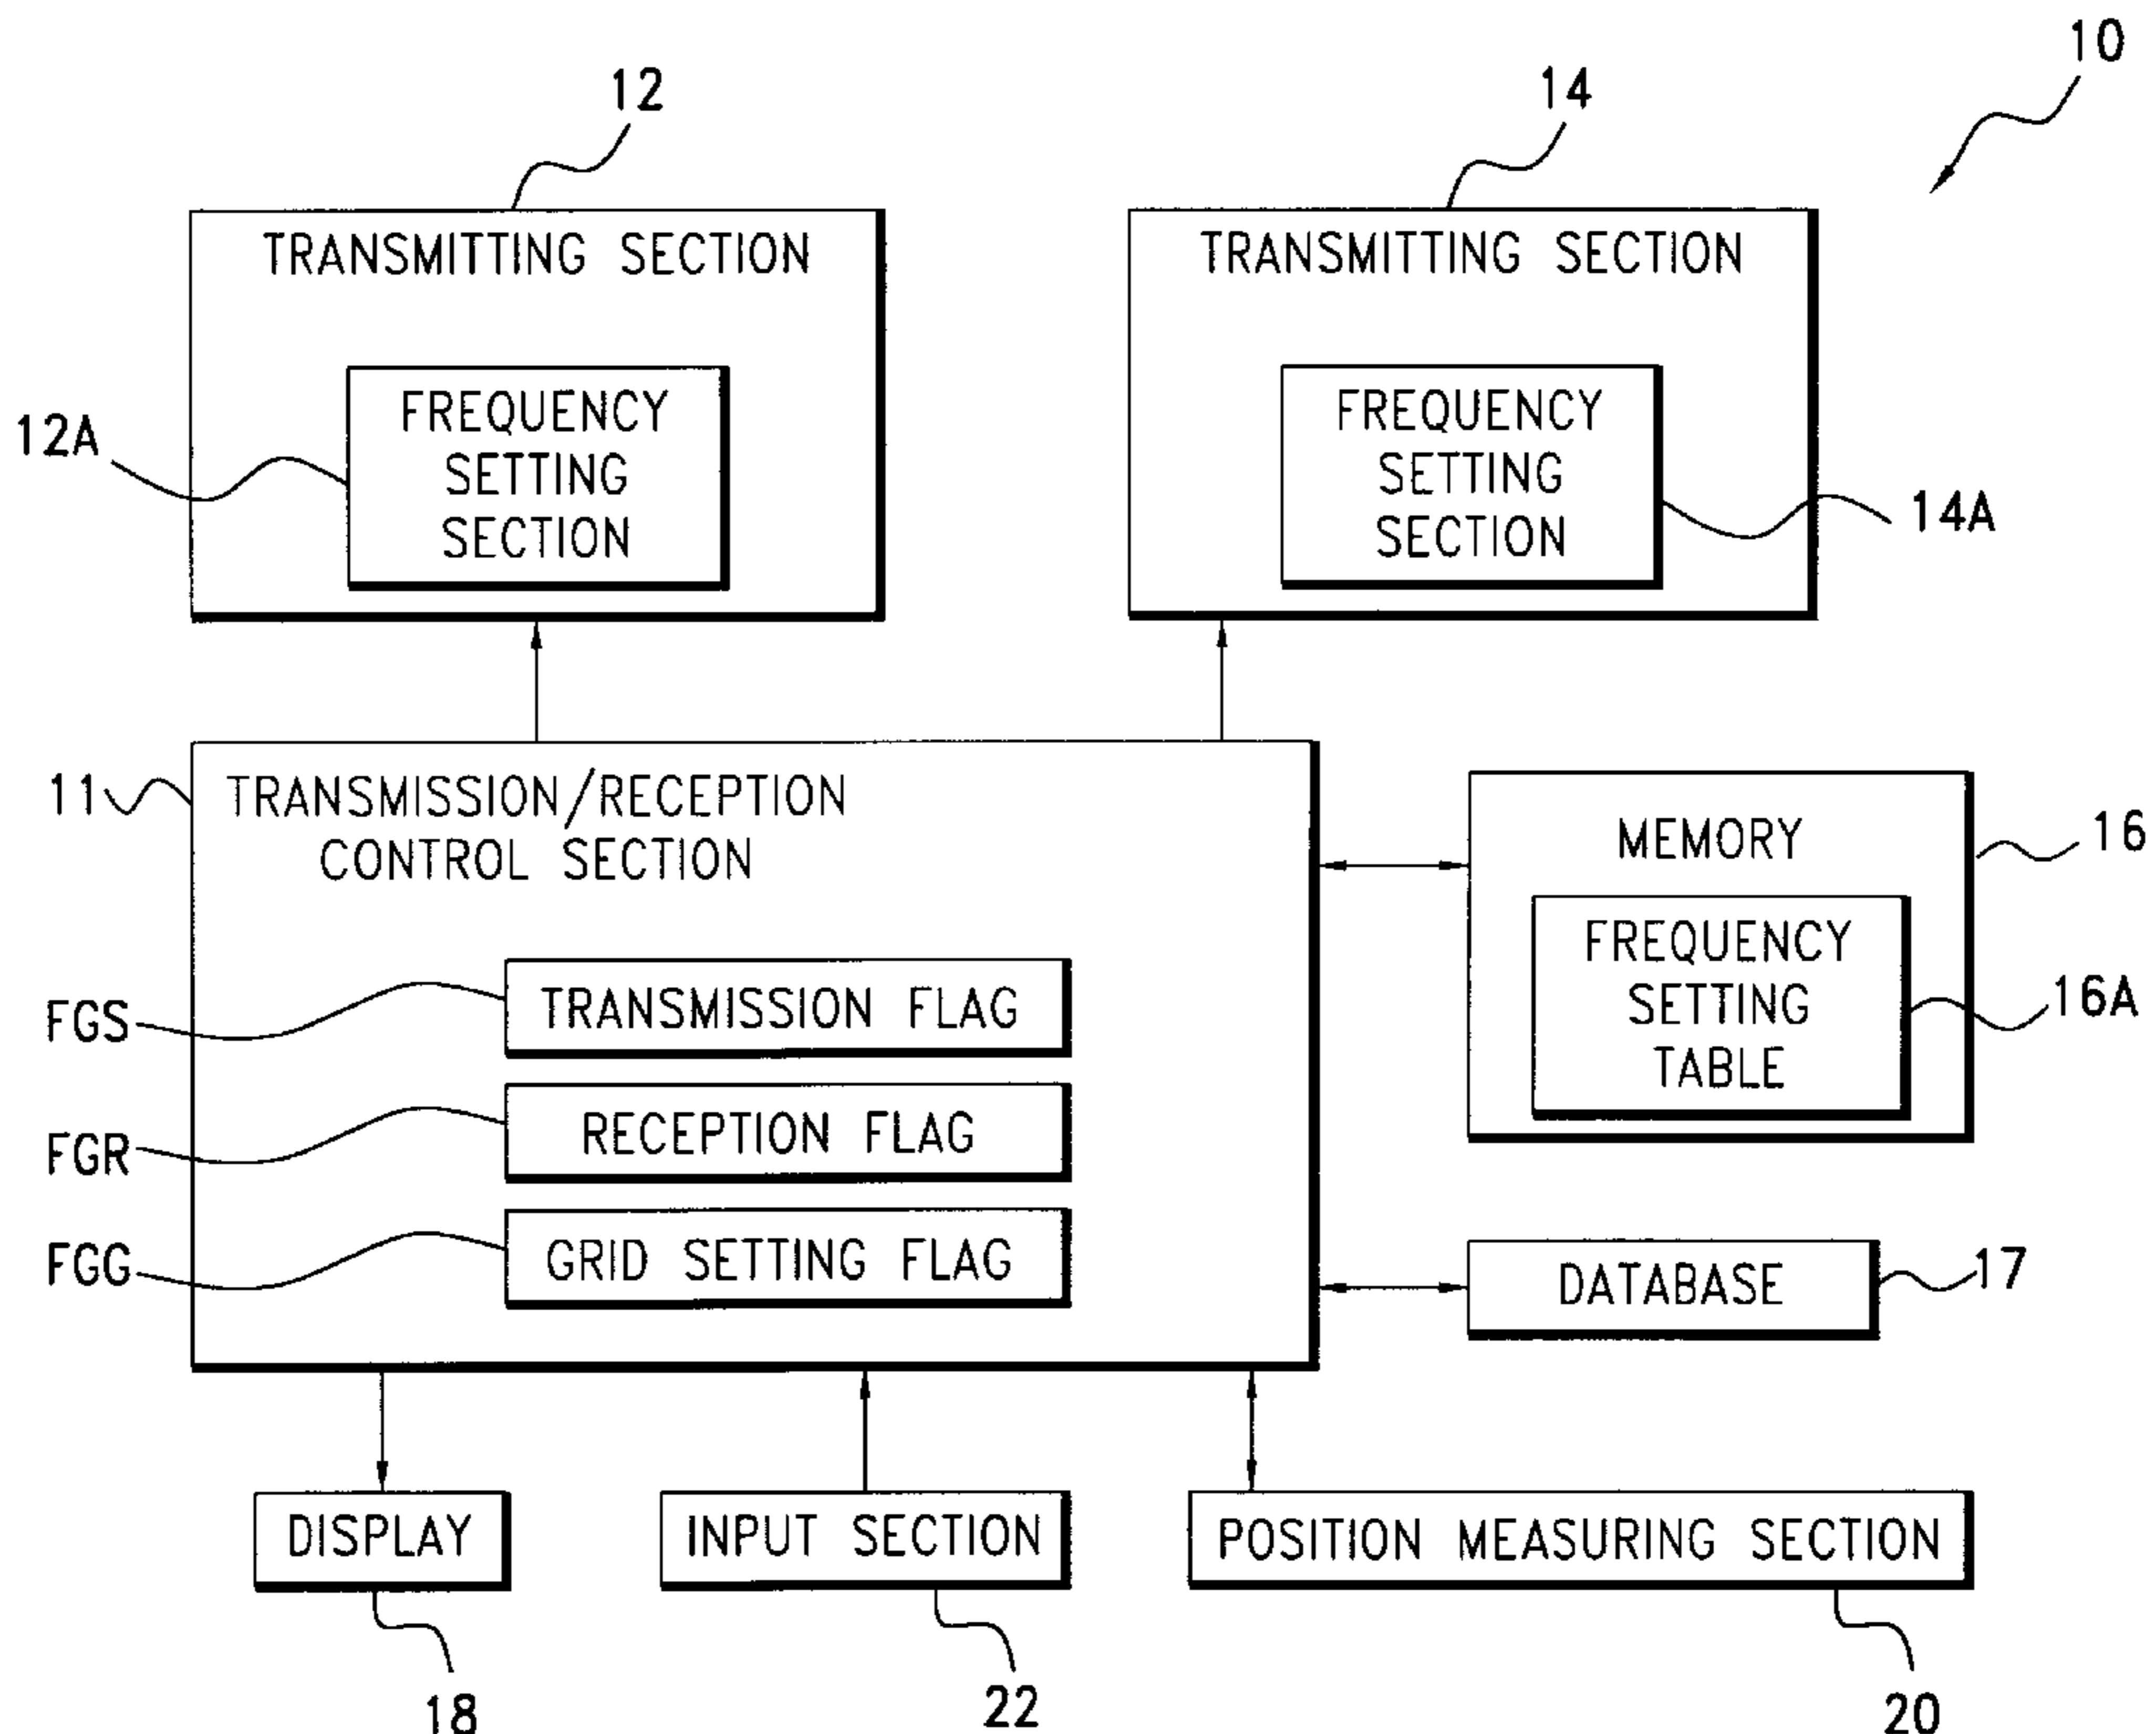 10
12
14
TRANSMITTING SECTION
TRANSMITTING SECTION
12A
FREQUENCY
SETTING
SECTION
FREQUENCY
SETTING
SECTION
14A
11
TRANSMISSION/RECEPTION
CONTROL SECTION
MEMORY
16
FREQUENCY
SETTING
TABLE
16A
FGS
TRANSMISSION FLAG
FGR
RECEPTION FLAG
FGG
GRID SETTING FLAG
DATABASE
17
DISPLAY
INPUT SECTION
POSITION MEASURING SECTION
18
22
20